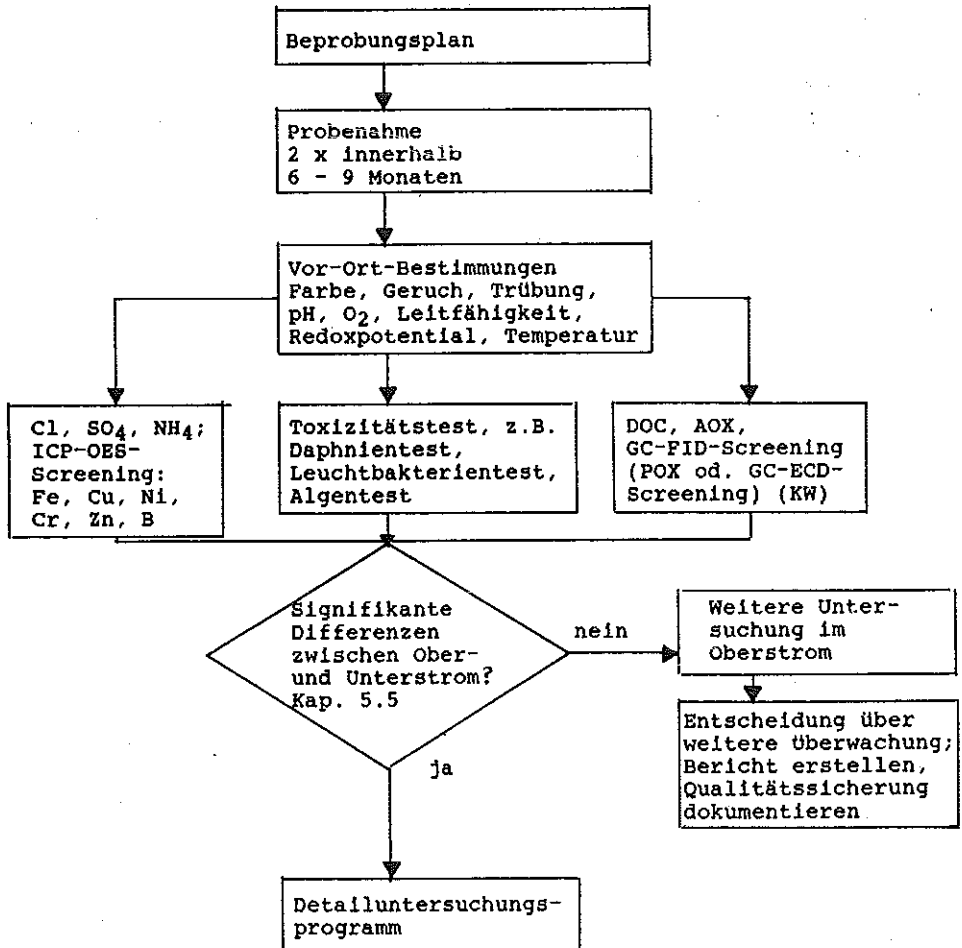 Beprobungsplan
Probenahme
2 x innerhalb
6 - 9 Monaten
Vor-Ort-Bestimmungen
Farbe, Geruch, Trübung,
pH, O2, Leitfähigkeit,
Redoxpotential, Temperatur
Cl, SO4, NH4;
ICP-OES-
Screening:
Fe, Cu, Ni,
Cr, Zn, B
Toxizitätstest, z.B.
Daphnientest,
Leuchtbakterientest,
Algentest
DOC, AOX,
GC-FID-Screening
(POX od. GC-ECD-
Screening) (KW)
Signifikante
Differenzen
zwischen Ober-
und Unterstrom?
Kap. 5.5
nein
Weitere Unter-
suchung im
Oberstrom
Entscheidung über
weitere Überwachung;
Bericht erstellen,
Qualitätssicherung
dokumentieren
ja
Detailuntersuchungs-
programm